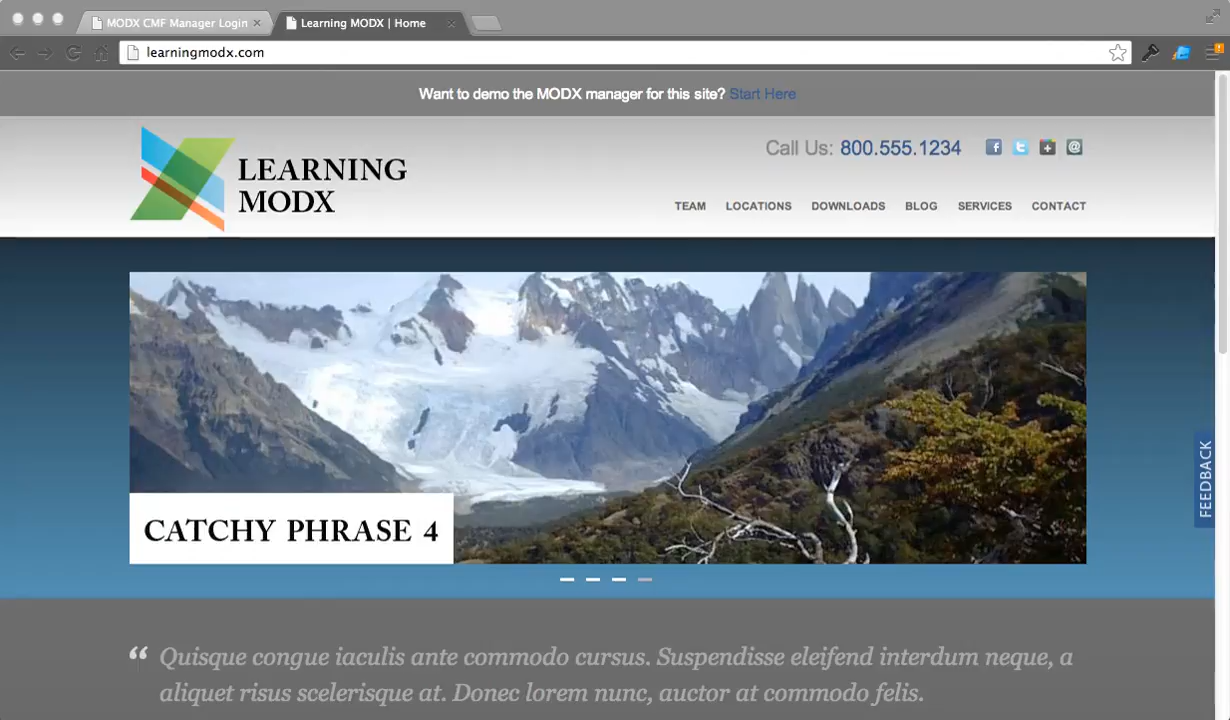 MODX CMF Manager Login
Learning MODX | Home
learningmodx.com
Want to demo the MODX manager for this site? Start Here
LEARNING
MODX
Call Us: 800.555.1234
TEAM LOCATIONS DOWNLOADS BLOG SERVICES CONTACT
CATCHY PHRASE 4
FEEDBACK
“ Quisque congue iaculis ante commodo cursus. Suspendisse eleifend interdum neque, a
aliquet risus scelerisque at. Donec lorem nunc, auctor at commodo felis.